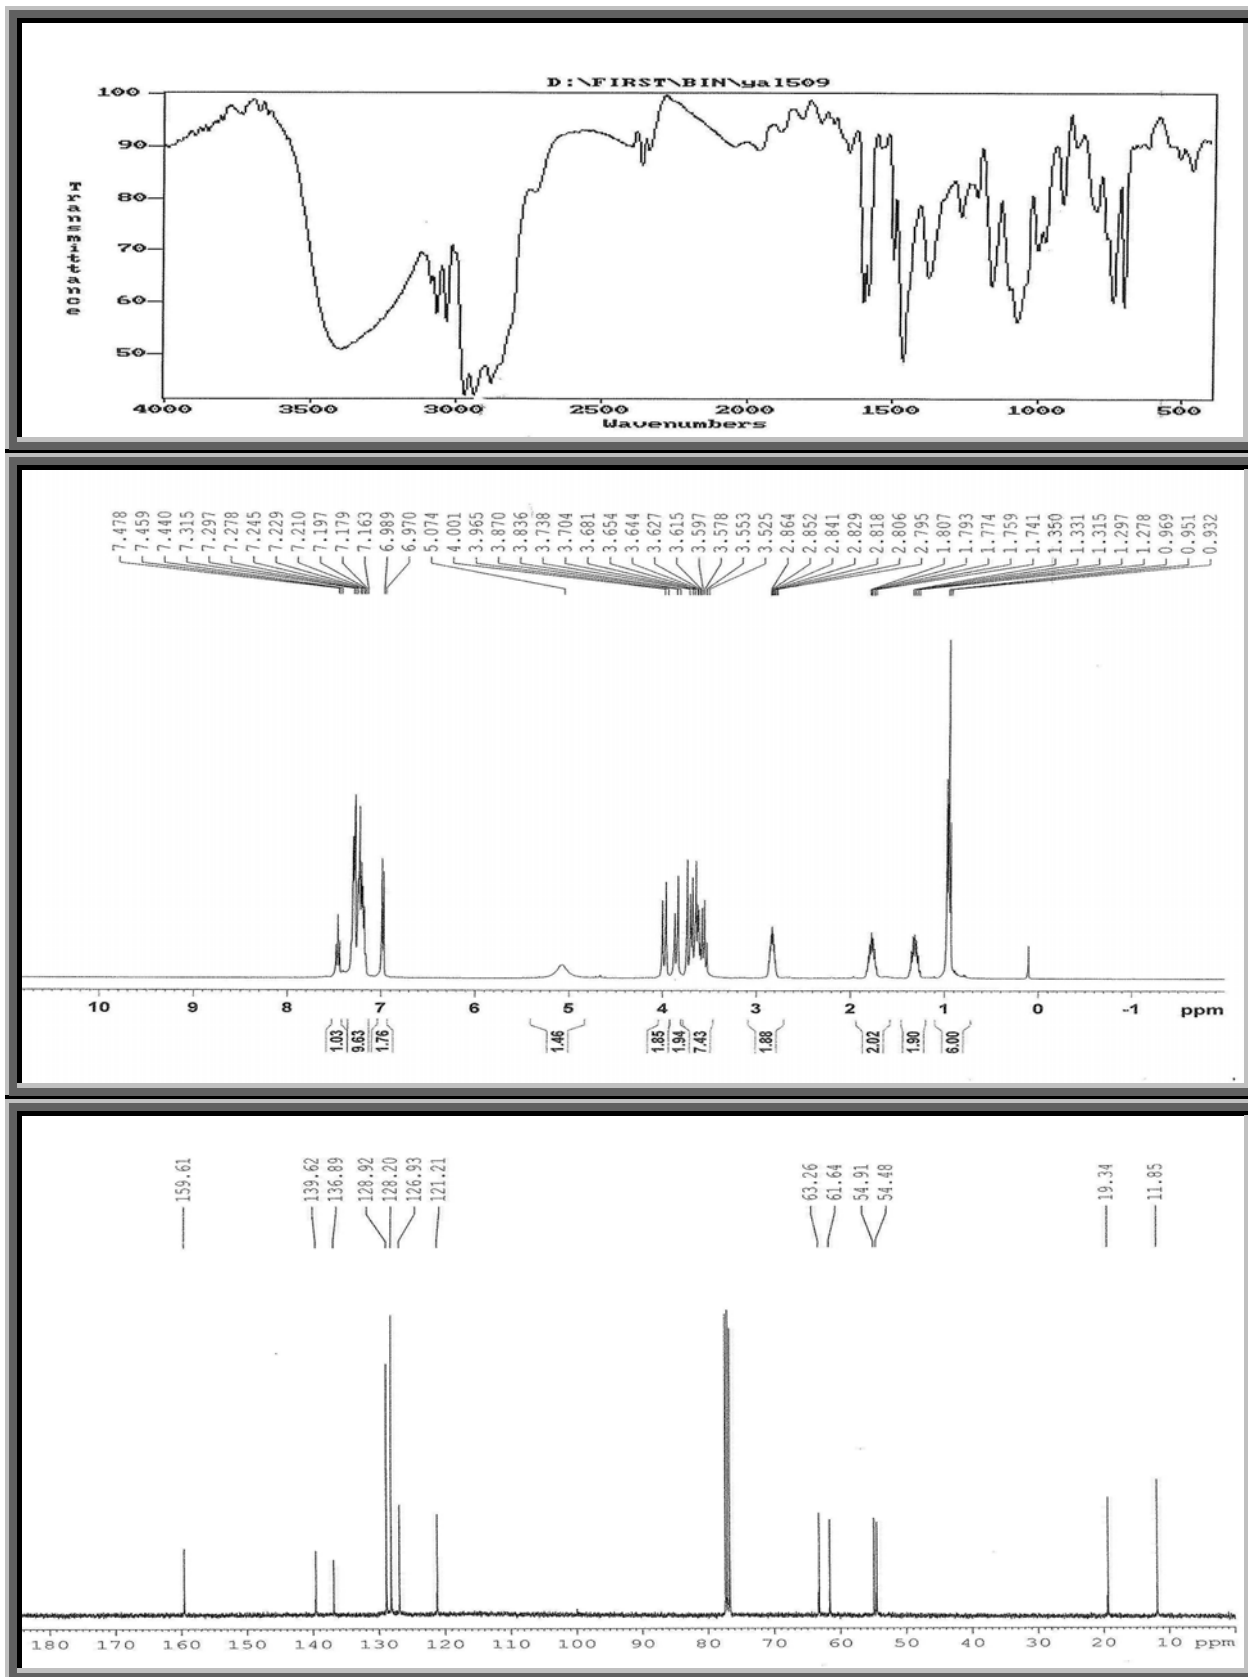 D:\FIRST\BIN\ya1509
Transmittance
100
90
80
70
60
50
4000 3500 3000 2500 2000 1500 1000 500
Wavenumbers
7.478 7.459 7.440 7.315 7.297 7.278 7.245 7.229 7.210 7.197 7.179 7.163 6.989 6.970 5.074 4.001 3.965 3.870 3.836 3.738 3.704 3.681 3.654 3.644 3.627 3.615 3.597 3.578 3.553 3.525 2.864 2.852 2.841 2.829 2.818 2.806 2.795 1.807 1.793 1.774 1.759 1.741 1.350 1.331 1.315 1.297 1.278 0.969 0.951 0.932
10 9 8 7 6 5 4 3 2 1 0 -1 ppm
1.03 9.63 1.76 1.46 1.85 1.94 7.43 1.88 2.02 1.90 6.00
159.61 139.62 136.89 128.92 128.20 126.93 121.21 63.26 61.64 54.91 54.48 19.34 11.85
180 170 160 150 140 130 120 110 100 90 80 70 60 50 40 30 20 10 ppm